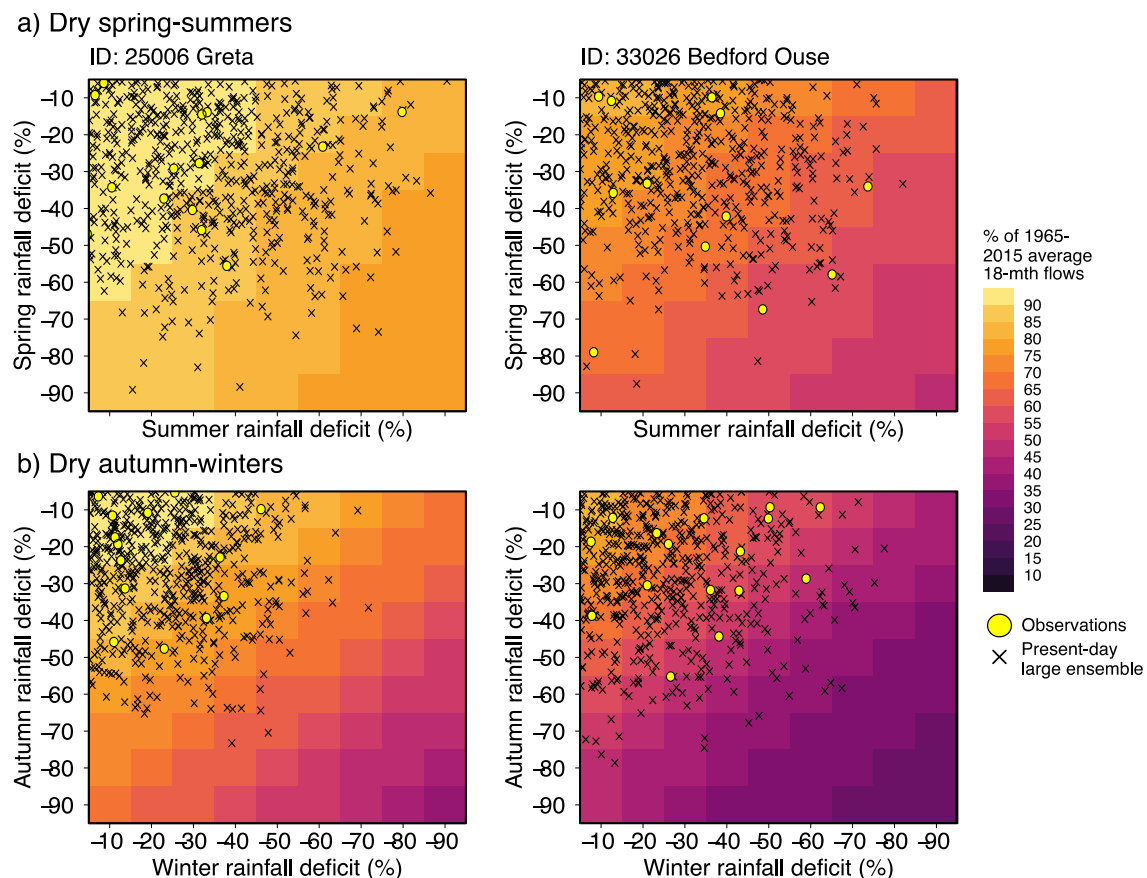 a) Dry spring-summers
ID: 25006 Greta
ID: 33026 Bedford Ouse
Spring rainfall deficit (%)
–10
–20
–30
–40
–50
–60
–70
–80
–90
Summer rainfall deficit (%)
Spring rainfall deficit (%)
–10
–20
–30
–40
–50
–60
–70
–80
–90
Summer rainfall deficit (%)
% of 1965-
2015 average
18-mth flows
90
85
80
75
70
65
60
55
50
45
40
35
30
25
20
15
10
Observations
Present-day
large ensemble
b) Dry autumn-winters
Autumn rainfall deficit (%)
–10
–20
–30
–40
–50
–60
–70
–80
–90
–10 –20 –30 –40 –50 –60 –70 –80 –90
Winter rainfall deficit (%)
Autumn rainfall deficit (%)
–10
–20
–30
–40
–50
–60
–70
–80
–90
–10 –20 –30 –40 –50 –60 –70 –80 –90
Winter rainfall deficit (%)